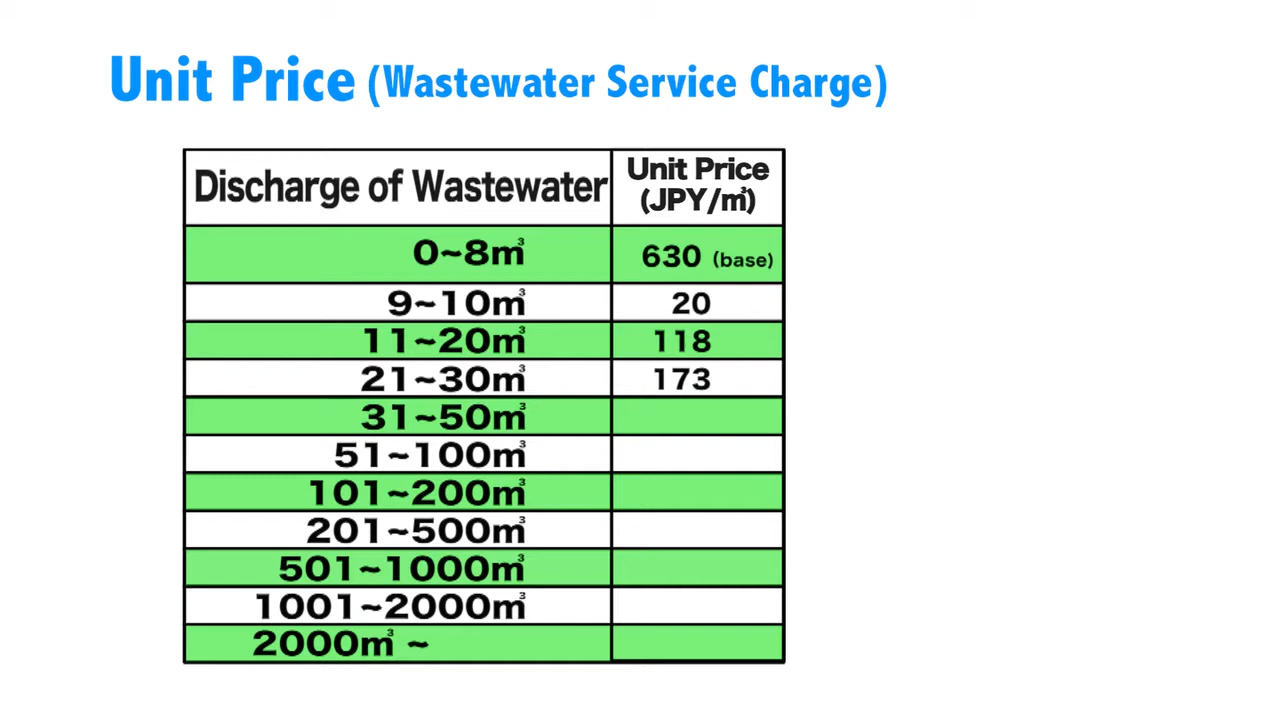 Unit Price (Wastewater Service Charge)
Discharge of Wastewater
Unit Price
(JPY/㎥)
0~8㎥ 630 (base)
9~10㎥ 20
11~20㎥ 118
21~30㎥ 173
31~50㎥
51~100㎥
101~200㎥
201~500㎥
501~1000㎥
1001~2000㎥
2000㎥ ~